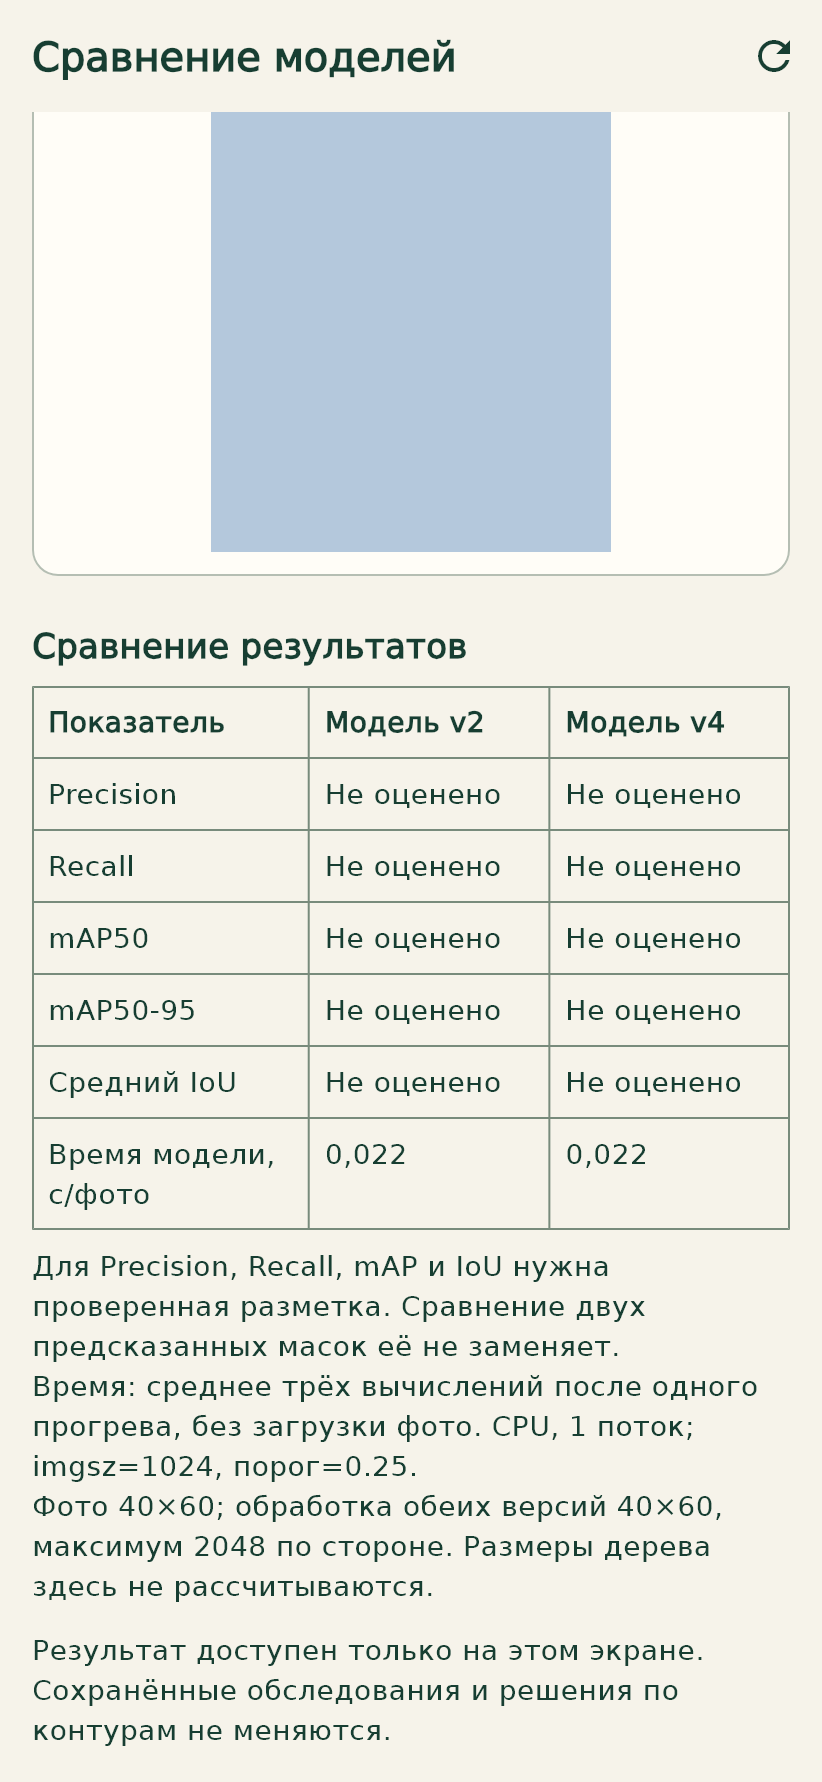 Сравнение моделей
Сравнение результатов
Показатель Модель v2 Модель v4
Precision Не оценено Не оценено
Recall Не оценено Не оценено
mAP50 Не оценено Не оценено
mAP50-95 Не оценено Не оценено
Средний IoU Не оценено Не оценено
Время модели, 0,022 0,022
с/фото
Для Precision, Recall, mAP и IoU нужна
проверенная разметка. Сравнение двух
предсказанных масок её не заменяет.
Время: среднее трёх вычислений после одного
прогрева, без загрузки фото. CPU, 1 поток;
imgsz=1024, порог=0.25.
Фото 40×60; обработка обеих версий 40×60,
максимум 2048 по стороне. Размеры дерева
здесь не рассчитываются.
Результат доступен только на этом экране.
Сохранённые обследования и решения по
контурам не меняются.